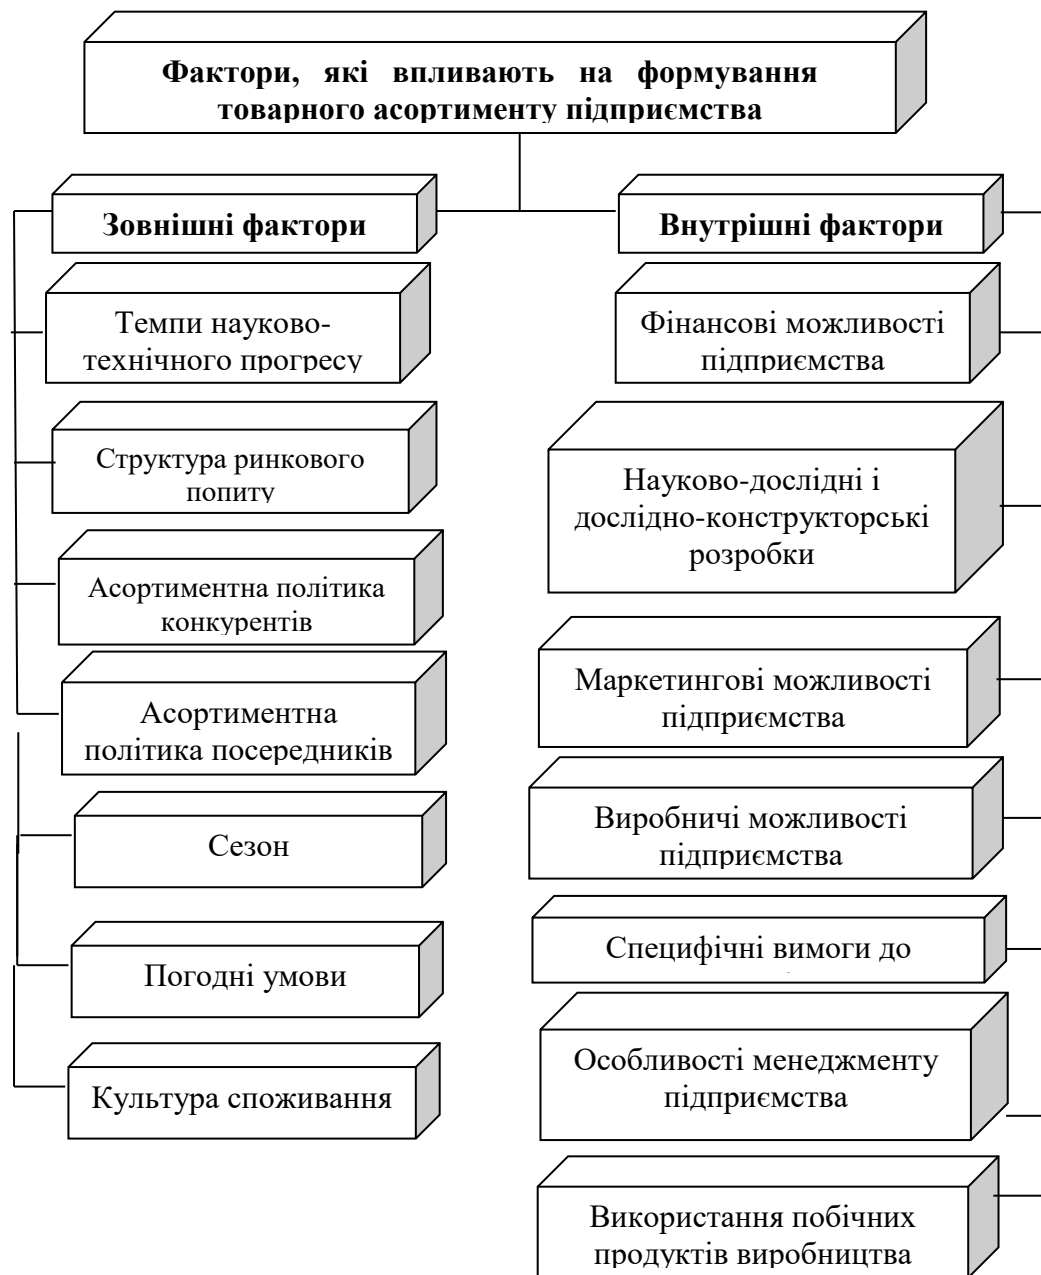 Фактори, які впливають на формування
товарного асортименту підприємства
Зовнішні фактори
Темпи науково-
технічного прогресу
Структура ринкового
попиту
Асортиментна політика
конкурентів
Асортиментна
політика посередників
Сезон
Погодні умови
Культура споживання
Внутрішні фактори
Фінансові можливості
підприємства
Науково-дослідні і
дослідно-конструкторські
розробки
Маркетингові можливості
підприємства
Виробничі можливості
підприємства
Специфічні вимоги до
Особливості менеджменту
підприємства
Використання побічних
продуктів виробництва